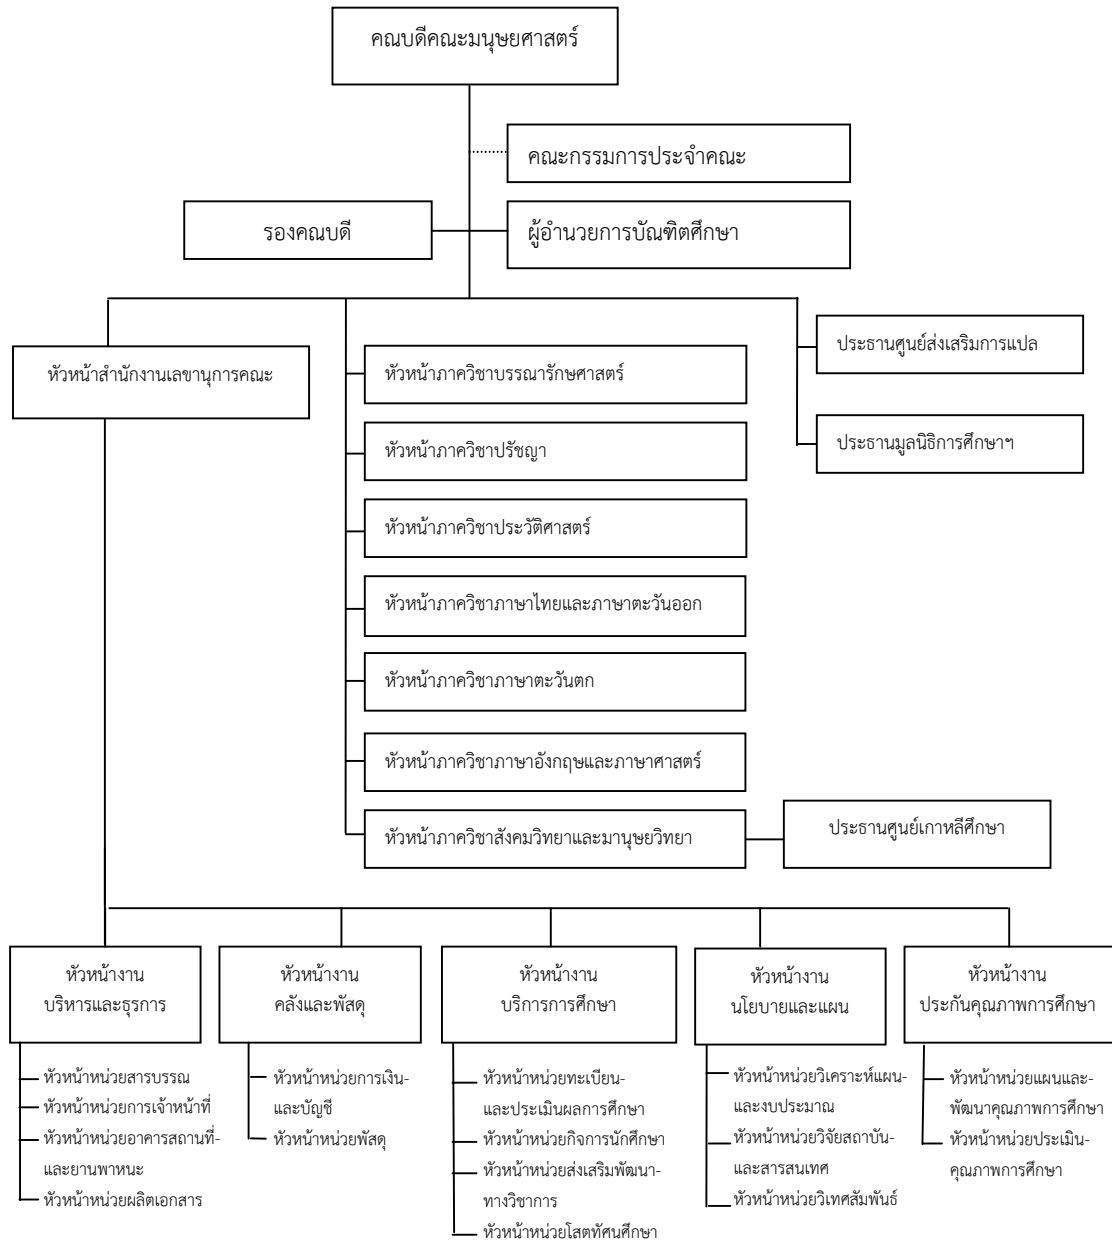 คณบดีคณะมนุษยศาสตร์
คณะกรรมการประจำคณะ
รองคณบดี
ผู้อำนวยการบัณฑิตศึกษา
หัวหน้าสำนักงานเลขานุการคณะ
ประธานศูนย์ส่งเสริมการแปล
ประธานมูลนิธิการศึกษาฯ
หัวหน้าภาควิชาบรรณารักษศาสตร์
หัวหน้าภาควิชาปรัชญา
หัวหน้าภาควิชาประวัติศาสตร์
หัวหน้าภาควิชาภาษาไทยและภาษาตะวันออก
หัวหน้าภาควิชาภาษาตะวันตก
หัวหน้าภาควิชาภาษาอังกฤษและภาษาศาสตร์
หัวหน้าภาควิชาสังคมวิทยาและมานุษยวิทยา
ประธานศูนย์เกาหลีศึกษา
หัวหน้างาน
บริหารและธุรการ
หัวหน้าหน่วยสารบรรณ
หัวหน้าหน่วยการเจ้าหน้าที่
หัวหน้าหน่วยอาคารสถานที่-
และยานพาหนะ
หัวหน้าหน่วยผลิตเอกสาร
หัวหน้างาน
คลังและพัสดุ
หัวหน้าหน่วยการเงิน-
และบัญชี
หัวหน้าหน่วยพัสดุ
หัวหน้างาน
บริการการศึกษา
หัวหน้าหน่วยทะเบียน-
และประเมินผลการศึกษา
หัวหน้าหน่วยกิจการนักศึกษา
หัวหน้าหน่วยส่งเสริมพัฒนา-
ทางวิชาการ
หัวหน้าหน่วยโสตทัศนศึกษา
หัวหน้างาน
นโยบายและแผน
หัวหน้าหน่วยวิเคราะห์แผน-
และงบประมาณ
หัวหน้าหน่วยวิจัยสถาบัน-
และสารสนเทศ
หัวหน้าหน่วยวิเทศสัมพันธ์
หัวหน้างาน
ประกันคุณภาพการศึกษา
หัวหน้าหน่วยแผนและ-
พัฒนาคุณภาพการศึกษา
หัวหน้าหน่วยประเมิน-
คุณภาพการศึกษา